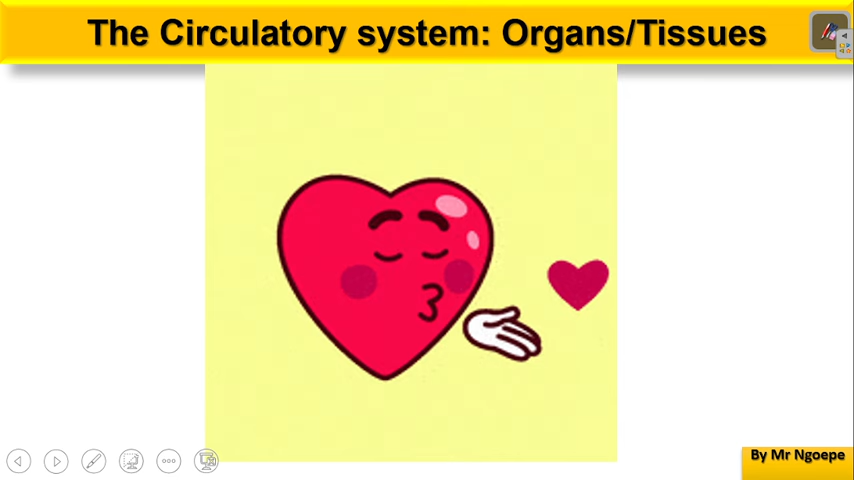 The Circulatory system: Organs/Tissues
By Mr Ngoepe